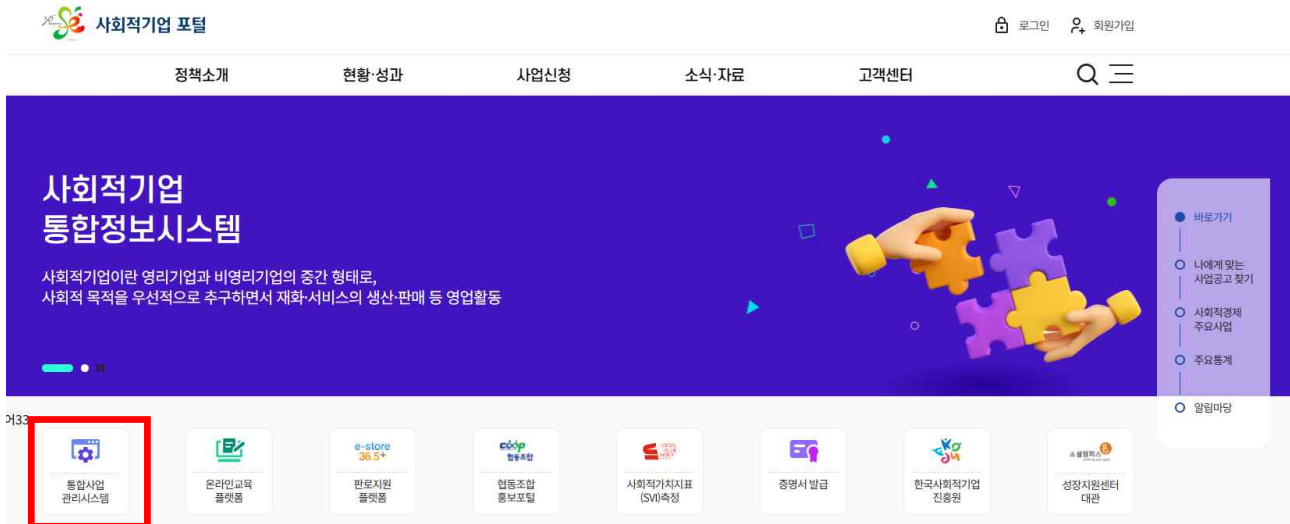 사회적기업 포털
로그인
회원가입
정책소개
현황·성과
사업신청
소식·자료
고객센터
사회적기업
통합정보시스템
사회적기업이란 영리기업과 비영리기업의 중간 형태로,
사회적 목적을 우선적으로 추구하면서 재화·서비스의 생산·판매 등 영업활동
바로가기
나에게 맞는
사업공고 찾기
사회적경제
주요사업
주요통계
알림마당
어33
통합사업
관리시스템
온라인교육
플랫폼
e-store
36.5+
판로지원
플랫폼
coop
협동조합
협동조합
홍보포털
사회적가치지표
(SVI)측정
증명서 발급
한국사회적기업
진흥원
소셜캠퍼스
성장지원센터
대관